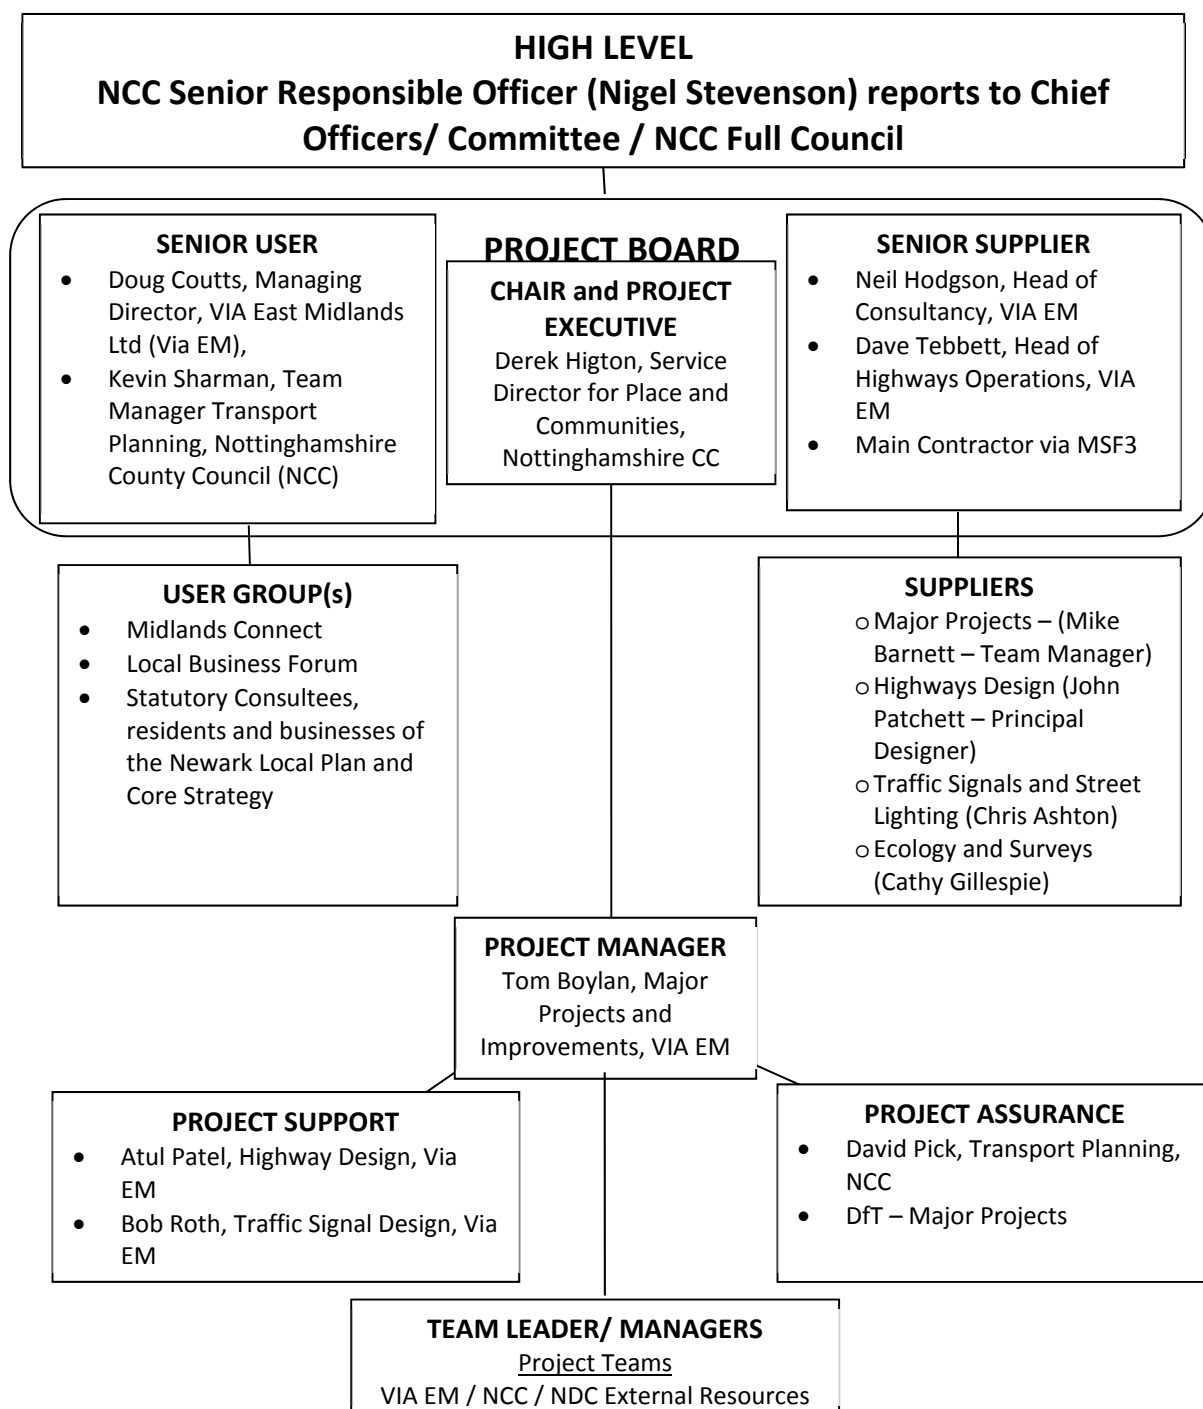 HIGH LEVEL
NCC Senior Responsible Officer (Nigel Stevenson) reports to Chief
Officers/ Committee / NCC Full Council
PROJECT BOARD
SENIOR USER
• Doug Coutts, Managing
Director, VIA East Midlands
Ltd (Via EM),
• Kevin Sharman, Team
Manager Transport
Planning, Nottinghamshire
County Council (NCC)
CHAIR and PROJECT
EXECUTIVE
Derek Higton, Service
Director for Place and
Communities,
Nottinghamshire CC
SENIOR SUPPLIER
• Neil Hodgson, Head of
Consultancy, VIA EM
• Dave Tebbett, Head of
Highways Operations, VIA
EM
• Main Contractor via MSF3
USER GROUP(s)
• Midlands Connect
• Local Business Forum
• Statutory Consultees,
residents and businesses of
the Newark Local Plan and
Core Strategy
SUPPLIERS
o Major Projects – (Mike
Barnett – Team Manager)
o Highways Design (John
Patchett – Principal
Designer)
o Traffic Signals and Street
Lighting (Chris Ashton)
o Ecology and Surveys
(Cathy Gillespie)
PROJECT MANAGER
Tom Boylan, Major
Projects and
Improvements, VIA EM
PROJECT SUPPORT
• Atul Patel, Highway Design, Via
EM
• Bob Roth, Traffic Signal Design, Via
EM
PROJECT ASSURANCE
• David Pick, Transport Planning,
NCC
• DfT – Major Projects
TEAM LEADER/ MANAGERS
Project Teams
VIA EM / NCC / NDC External Resources